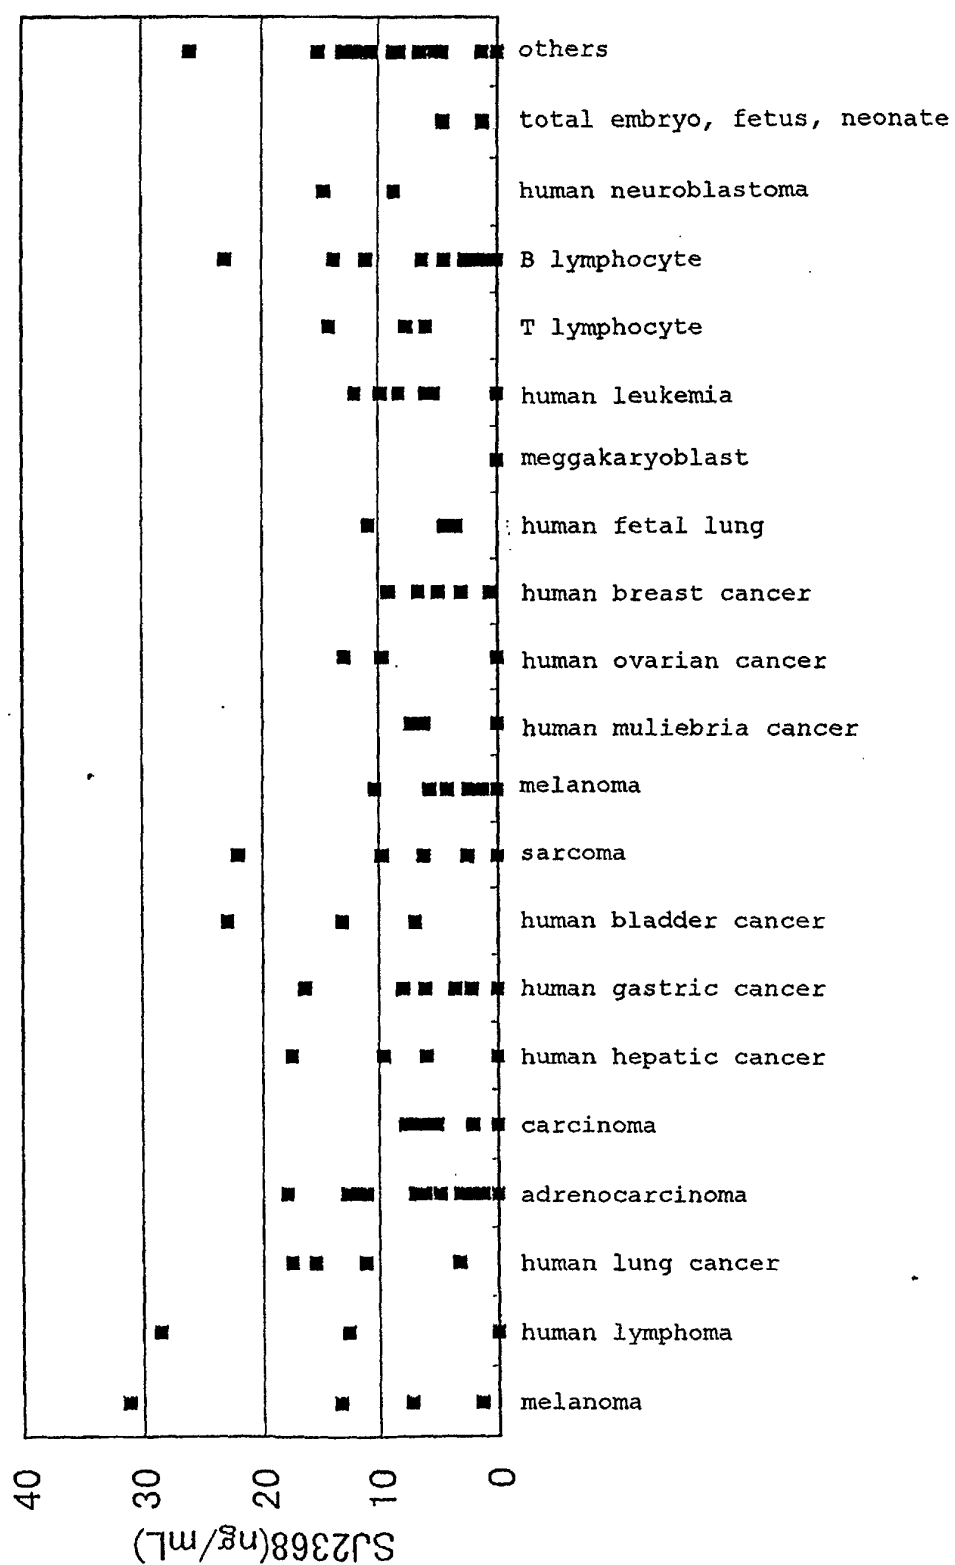 others
total embryo, fetus, neonate
human neuroblastoma
B lymphocyte
T lymphocyte
human leukemia
meggakaryoblast
human fetal lung
human breast cancer
human ovarian cancer
human muliebria cancer
melanoma
sarcoma
human bladder cancer
human gastric cancer
human hepatic cancer
carcinoma
adrenocarcinoma
human lung cancer
human lymphoma
melanoma
40
30
20
10
0
SJ2368(ng/mL)